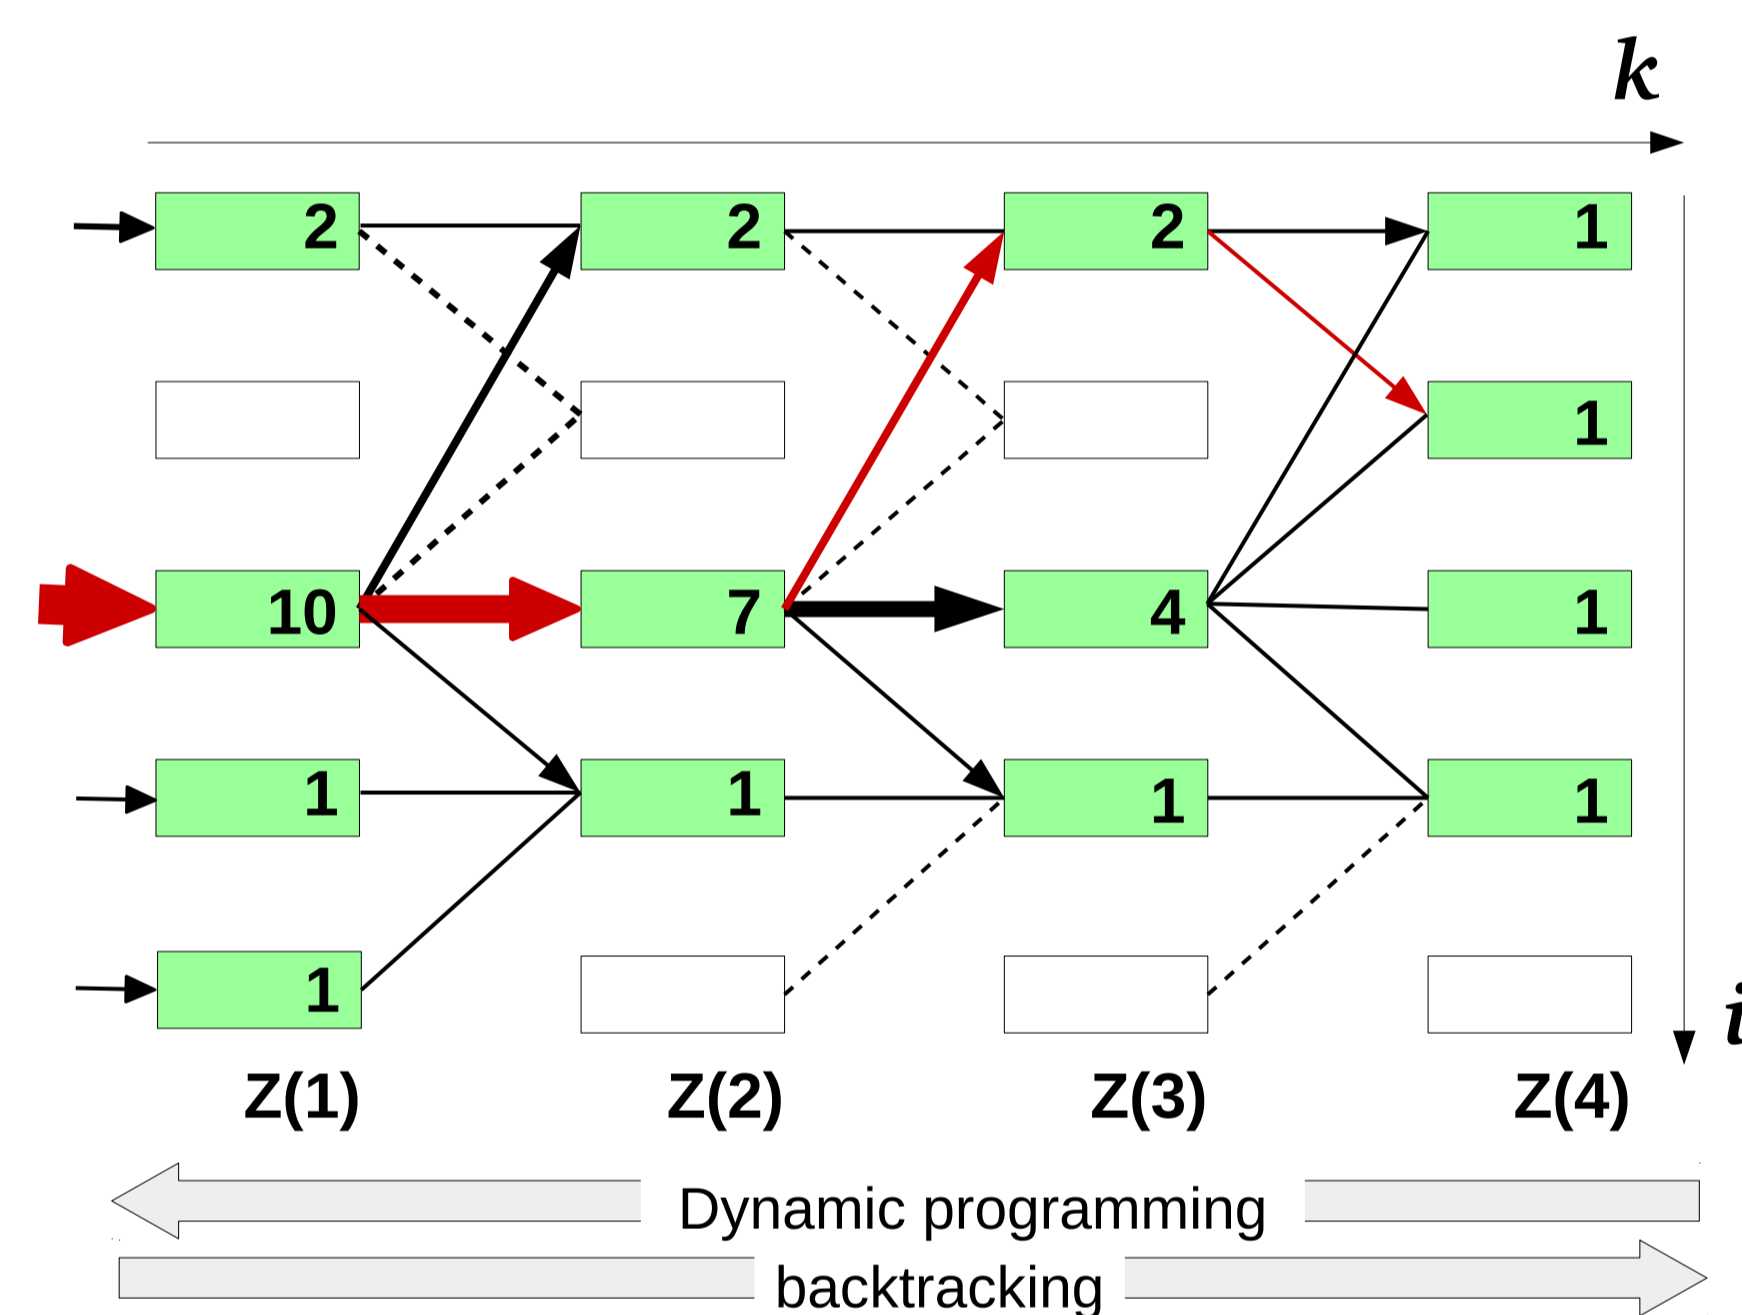 k
2 2 2 1
1
10 7 4 1
1 1 1 1
1
i
Z(1) Z(2) Z(3) Z(4)
Dynamic programming
backtracking